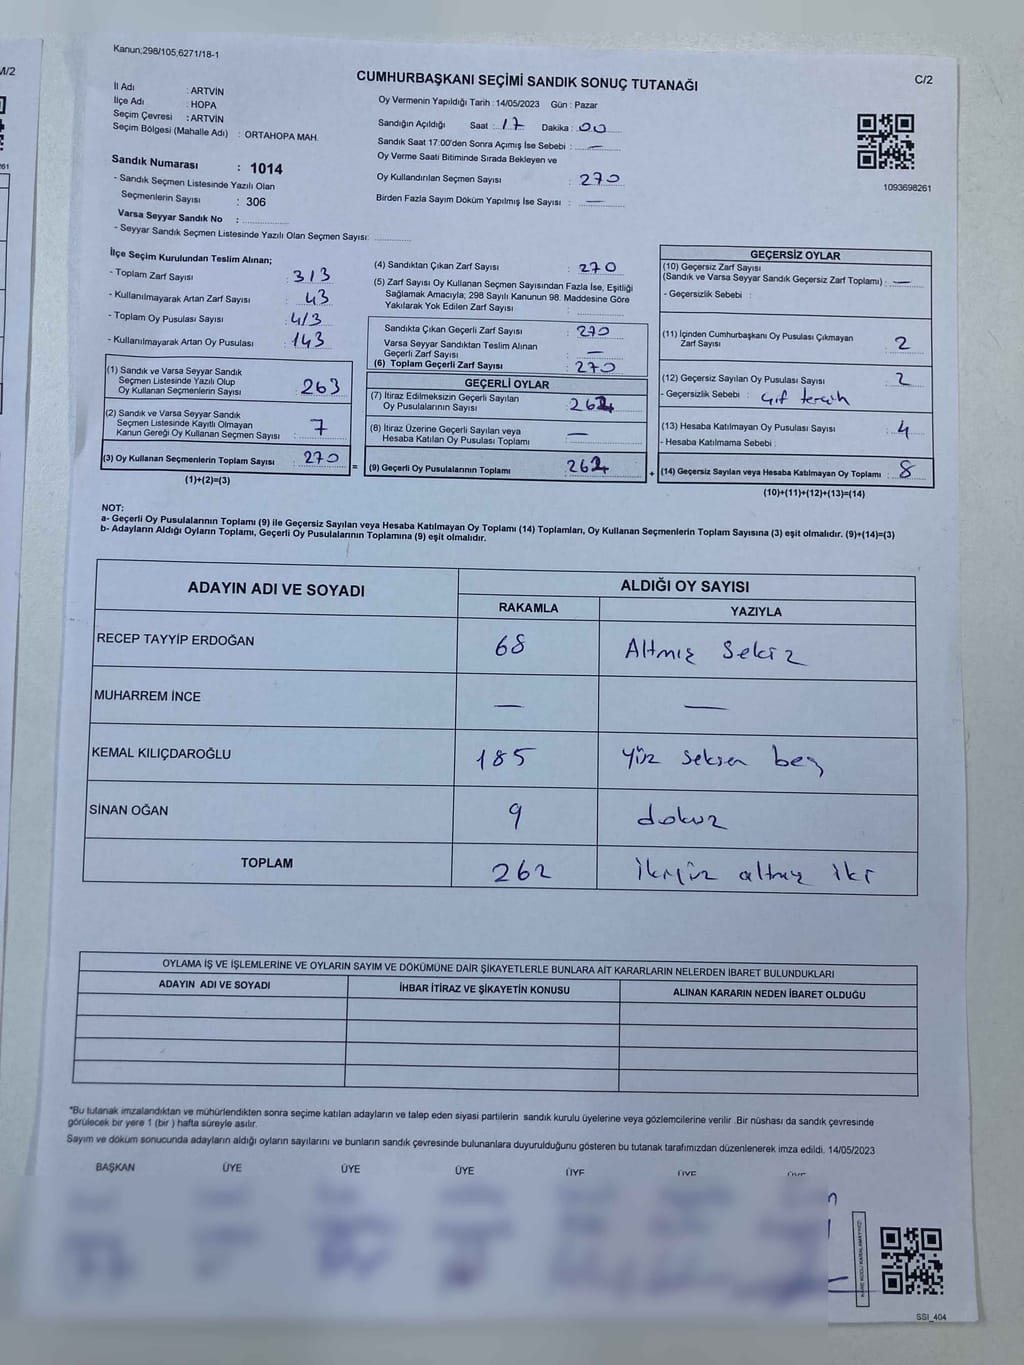 M/2
Kanun;298/105,6271/18-1
CUMHURBAŞKANI SEÇİMİ SANDIK SONUÇ TUTANAĞI
C/2
İl Adı : ARTVİN
İlçe Adı : HOPA
Seçim Çevresi : ARTVİN
Seçim Bölgesi (Mahalle Adı) : ORTAHOPA MAH.
Sandık Numarası : 1014
- Sandık Seçmen Listesinde Yazılı Olan
Seçmenlerin Sayısı : 306
Varsa Seyyar Sandık No :
- Seyyar Sandık Seçmen Listesinde Yazılı Olan Seçmen Sayısı:
Oy Vermenin Yapıldığı Tarih : 14/05/2023 Gün : Pazar
Sandığın Açıldığı Saat : 17 Dakika : 00
Sandık Saat 17:00'den Sonra Açımış İse Sebebi : —
Oy Verme Saati Bitiminde Sırada Bekleyen ve
Oy Kullandırılan Seçmen Sayısı : 270
Birden Fazla Sayım Döküm Yapılmış İse Sayısı : —
1093698261
İlçe Seçim Kurulundan Teslim Alınan;
- Toplam Zarf Sayısı : 313
- Kullanılmayarak Artan Zarf Sayısı : 43
- Toplam Oy Pusulası Sayısı : 413
- Kullanılmayarak Artan Oy Pusulası : 143
(1) Sandık ve Varsa Seyyar Sandık
Seçmen Listesinde Yazılı Olup
Oy Kullanan Seçmenlerin Sayısı : 263
(2) Sandık ve Varsa Seyyar Sandık
Seçmen Listesinde Kayıtlı Olmayan
Kanun Gereği Oy Kullanan Seçmen Sayısı : 7
(3) Oy Kullanan Seçmenlerin Toplam Sayısı : 270
(1)+(2)=(3)
(4) Sandıktan Çıkan Zarf Sayısı : 270
(5) Zarf Sayısı Oy Kullanan Seçmen Sayısından Fazla İse, Eşitliği
Sağlamak Amacıyla; 298 Sayılı Kanunun 98. Maddesine Göre
Yakılarak Yok Edilen Zarf Sayısı :
Sandıkta Çıkan Geçerli Zarf Sayısı : 270
Varsa Seyyar Sandıktan Teslim Alınan
Geçerli Zarf Sayısı : —
(6) Toplam Geçerli Zarf Sayısı : 270
GEÇERLİ OYLAR
(7) İtiraz Edilmeksizin Geçerli Sayılan
Oy Pusulalarının Sayısı : 262
(8) İtiraz Üzerine Geçerli Sayılan veya
Hesaba Katılan Oy Pusulası Toplamı : —
= (9) Geçerli Oy Pusulalarının Toplamı : 262
GEÇERSİZ OYLAR
(10) Geçersiz Zarf Sayısı
(Sandık ve Varsa Seyyar Sandık Geçersiz Zarf Toplamı) : —
- Geçersizlik Sebebi :
(11) İçinden Cumhurbaşkanı Oy Pusulası Çıkmayan
Zarf Sayısı : 2
(12) Geçersiz Sayılan Oy Pusulası Sayısı : 2
- Geçersizlik Sebebi : çift tercih
(13) Hesaba Katılmayan Oy Pusulası Sayısı : 4
- Hesaba Katılmama Sebebi :
+ (14) Geçersiz Sayılan veya Hesaba Katılmayan Oy Toplamı : 8
(10)+(11)+(12)+(13)=(14)
NOT:
a- Geçerli Oy Pusulalarının Toplamı (9) ile Geçersiz Sayılan veya Hesaba Katılmayan Oy Toplamı (14) Toplamları, Oy Kullanan Seçmenlerin Toplam Sayısına (3) eşit olmalıdır. (9)+(14)=(3)
b- Adayların Aldığı Oyların Toplamı, Geçerli Oy Pusulalarının Toplamına (9) eşit olmalıdır.
ADAYIN ADI VE SOYADI ALDIĞI OY SAYISI
RAKAMLA YAZIYLA
RECEP TAYYİP ERDOĞAN 68 Altmış Sekiz
MUHARREM İNCE — —
KEMAL KILIÇDAROĞLU 185 Yüz Seksen beş
SİNAN OĞAN 9 dokuz
TOPLAM 262 ikiyüz altmış iki
OYLAMA İŞ VE İŞLEMLERİNE VE OYLARIN SAYIM VE DÖKÜMÜNE DAİR ŞİKAYETLERLE BUNLARA AİT KARARLARIN NELERDEN İBARET BULUNDUKLARI
ADAYIN ADI VE SOYADI İHBAR İTİRAZ VE ŞİKAYETİN KONUSU ALINAN KARARIN NEDEN İBARET OLDUĞU
"Bu tutanak imzalandıktan ve mühürlendikten sonra seçime katılan adayların ve talep eden siyasi partilerin sandık kurulu üyelerine veya gözlemcilerine verilir .Bir nüshası da sandık çevresinde
görülecek bir yere 1 (bir ) hafta süreyle asılır.
Sayım ve döküm sonucunda adayların aldığı oyların sayılarını ve bunların sandık çevresinde bulunanlara duyurulduğunu gösteren bu tutanak tarafımızdan düzenlenerek imza edildi. 14/05/2023
BAŞKAN ÜYE ÜYE ÜYE ÜYE ÜYE ÜYE
KARE KODU KARALAMAYINIZ!
SSI_404